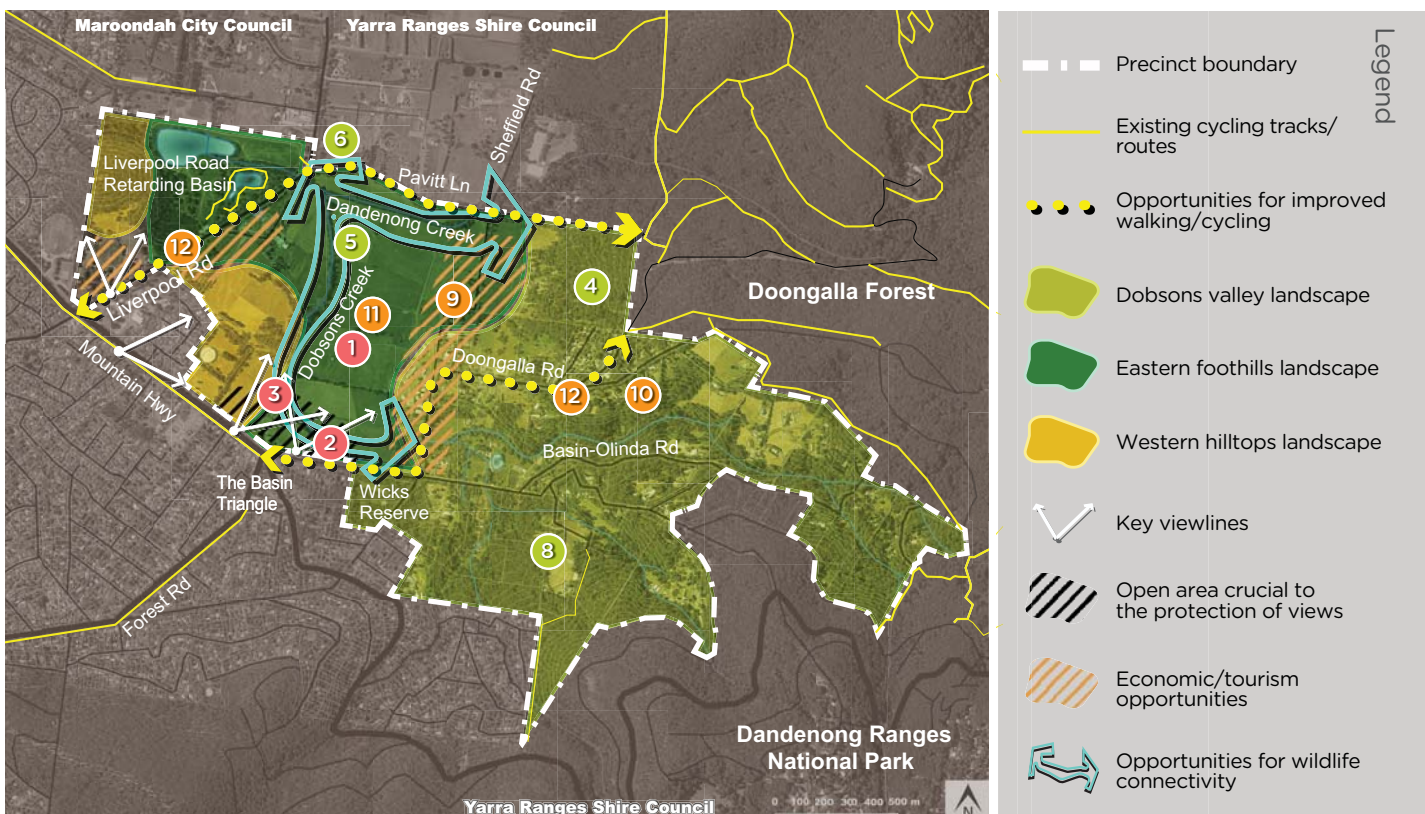 Maroondah City Council
Yarra Ranges Shire Council
Sheffield Rd
6
Liverpool Road
Retarding Basin
Pavitt Ln
Dandenong Creek
12
5
4
Liverpool Rd
Dobsons Creek
9
11
Doongalla Forest
1
Mountain Hwy
Doongalla Rd
3
12
10
2
Basin-Olinda Rd
The Basin
Triangle
Wicks
Reserve
8
Forest Rd
Dandenong Ranges
National Park
Yarra Ranges Shire Council
0 100 200 300 400 500 m
N
Legend
Precinct boundary
Existing cycling tracks/
routes
Opportunities for improved
walking/cycling
Dobsons valley landscape
Eastern foothills landscape
Western hilltops landscape
Key viewlines
Open area crucial to
the protection of views
Economic/tourism
opportunities
Opportunities for wildlife
connectivity